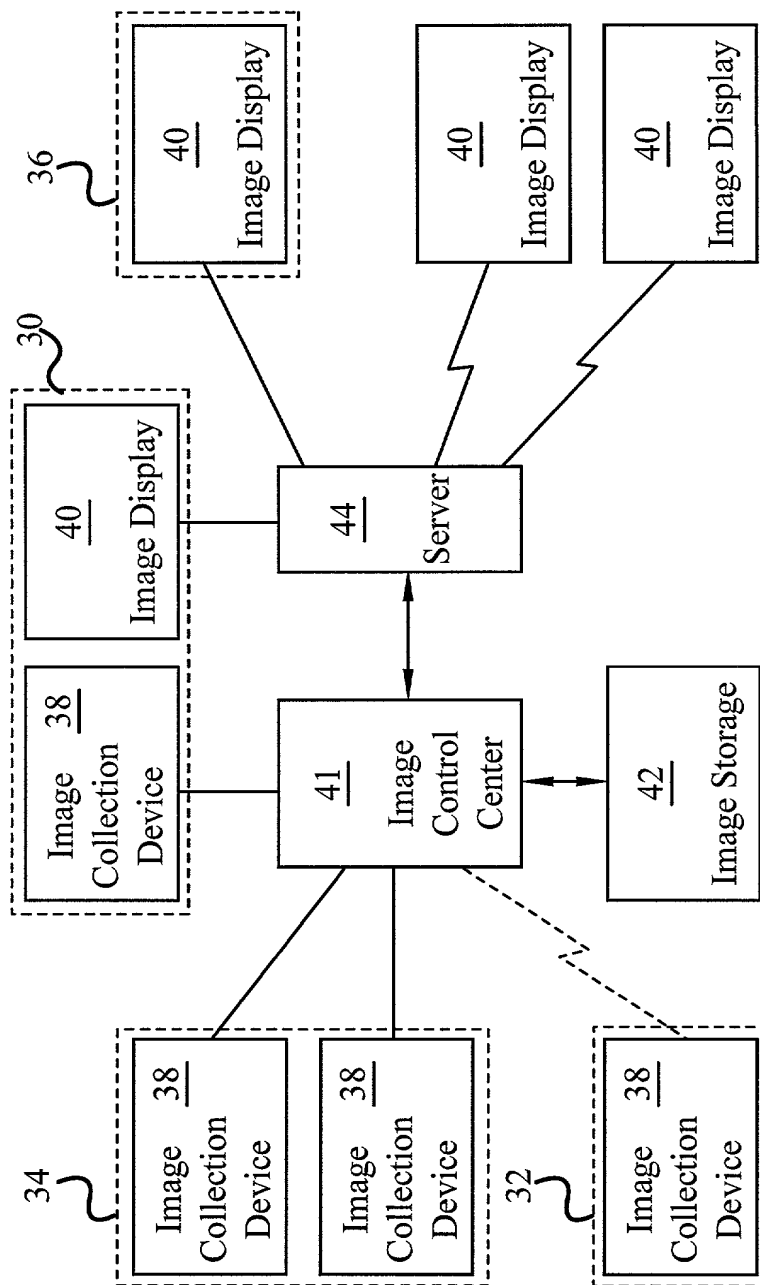 32
34
Image 38
Collection
Device
Image 38
Collection
Device
Image 38
Collection
Device
42
Image Storage
41
Image
Control
Center
Image 38
Collection
Device
30
44
Server
40
Image Display
40
Image Display
40
Image Display
40
Image Display
36